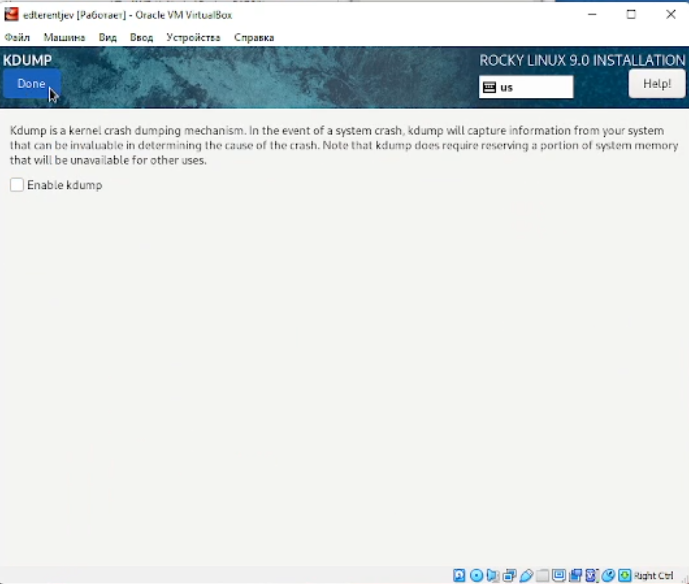 edterentjev [Работает] - Oracle VM VirtualBox
Файл Машина Вид Ввод Устройства Справка
KDUMP
ROCKY LINUX 9.0 INSTALLATION
Done
us
Help!
Kdump is a kernel crash dumping mechanism. In the event of a system crash, kdump will capture information from your system
that can be invaluable in determining the cause of the crash. Note that kdump does require reserving a portion of system memory
that will be unavailable for other uses.
Enable kdump
Right Ctrl